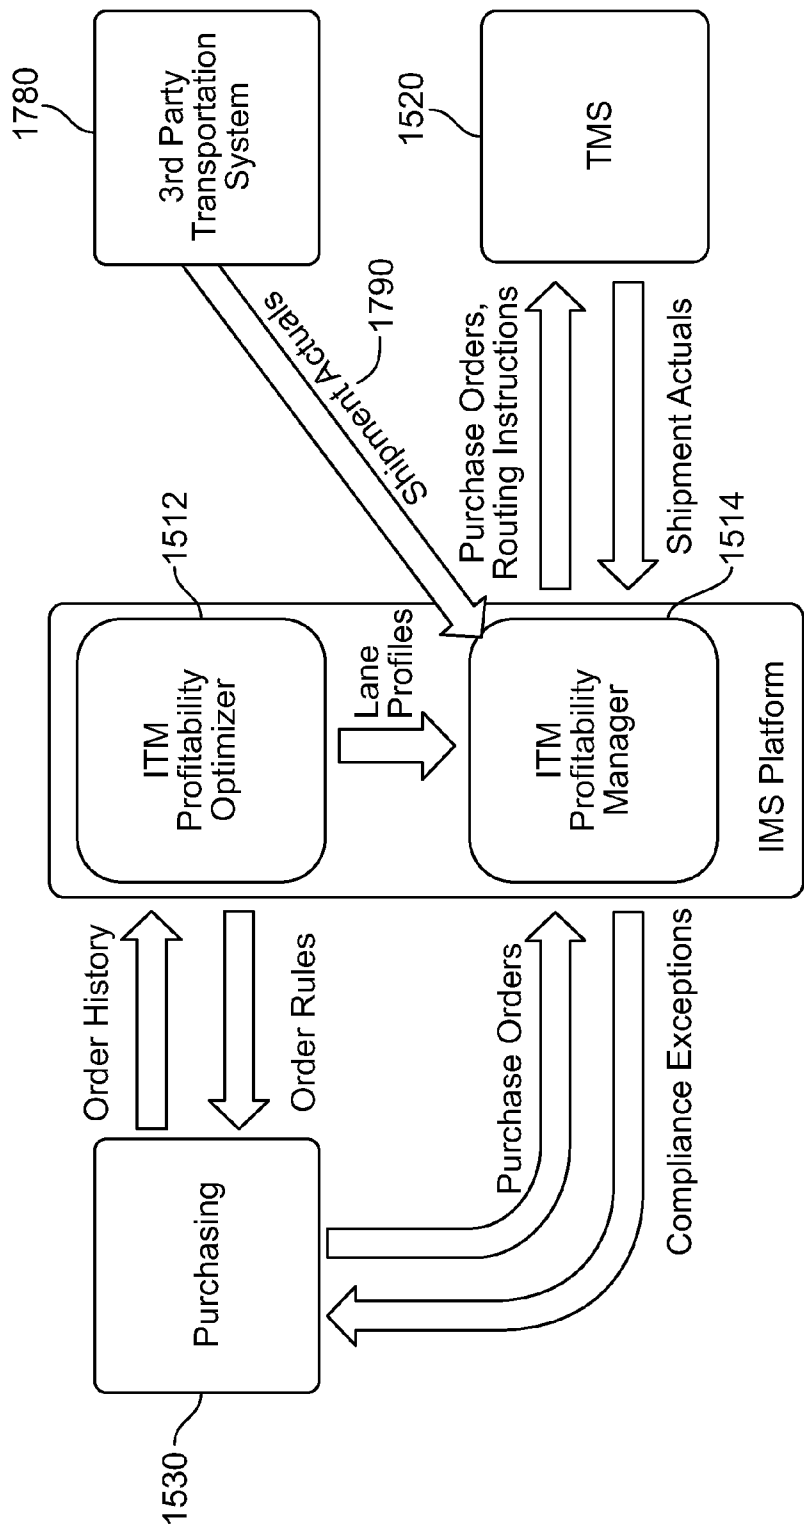 1530
Purchasing
Order History
Order Rules
Purchase Orders
Compliance Exceptions
1512
ITM
Profitability
Optimizer
Lane
Profiles
ITM
Profitability
Manager
1514
IMS Platform
Shipment Actuals
1790
Purchase Orders,
Routing Instructions
Shipment Actuals
1780
3rd Party
Transportation
System
1520
TMS